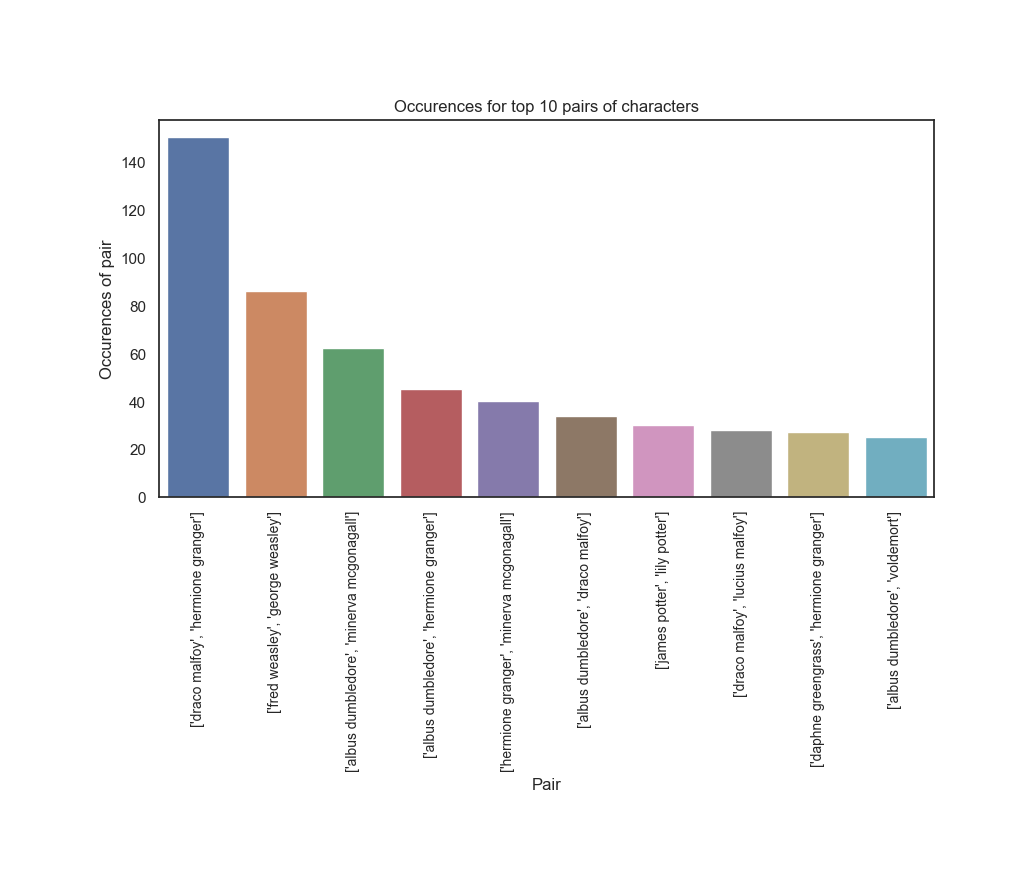 Occurences for top 10 pairs of characters
Occurences of pair
140
120
100
80
60
40
20
0
['draco malfoy', 'hermione granger']
['fred weasley', 'george weasley']
['albus dumbledore', 'minerva mcgonagall']
['albus dumbledore', 'hermione granger']
['hermione granger', 'minerva mcgonagall']
['albus dumbledore', 'draco malfoy']
['james potter', 'lily potter']
['draco malfoy', 'lucius malfoy']
['daphne greengrass', 'hermione granger']
['albus dumbledore', 'voldemort']
Pair